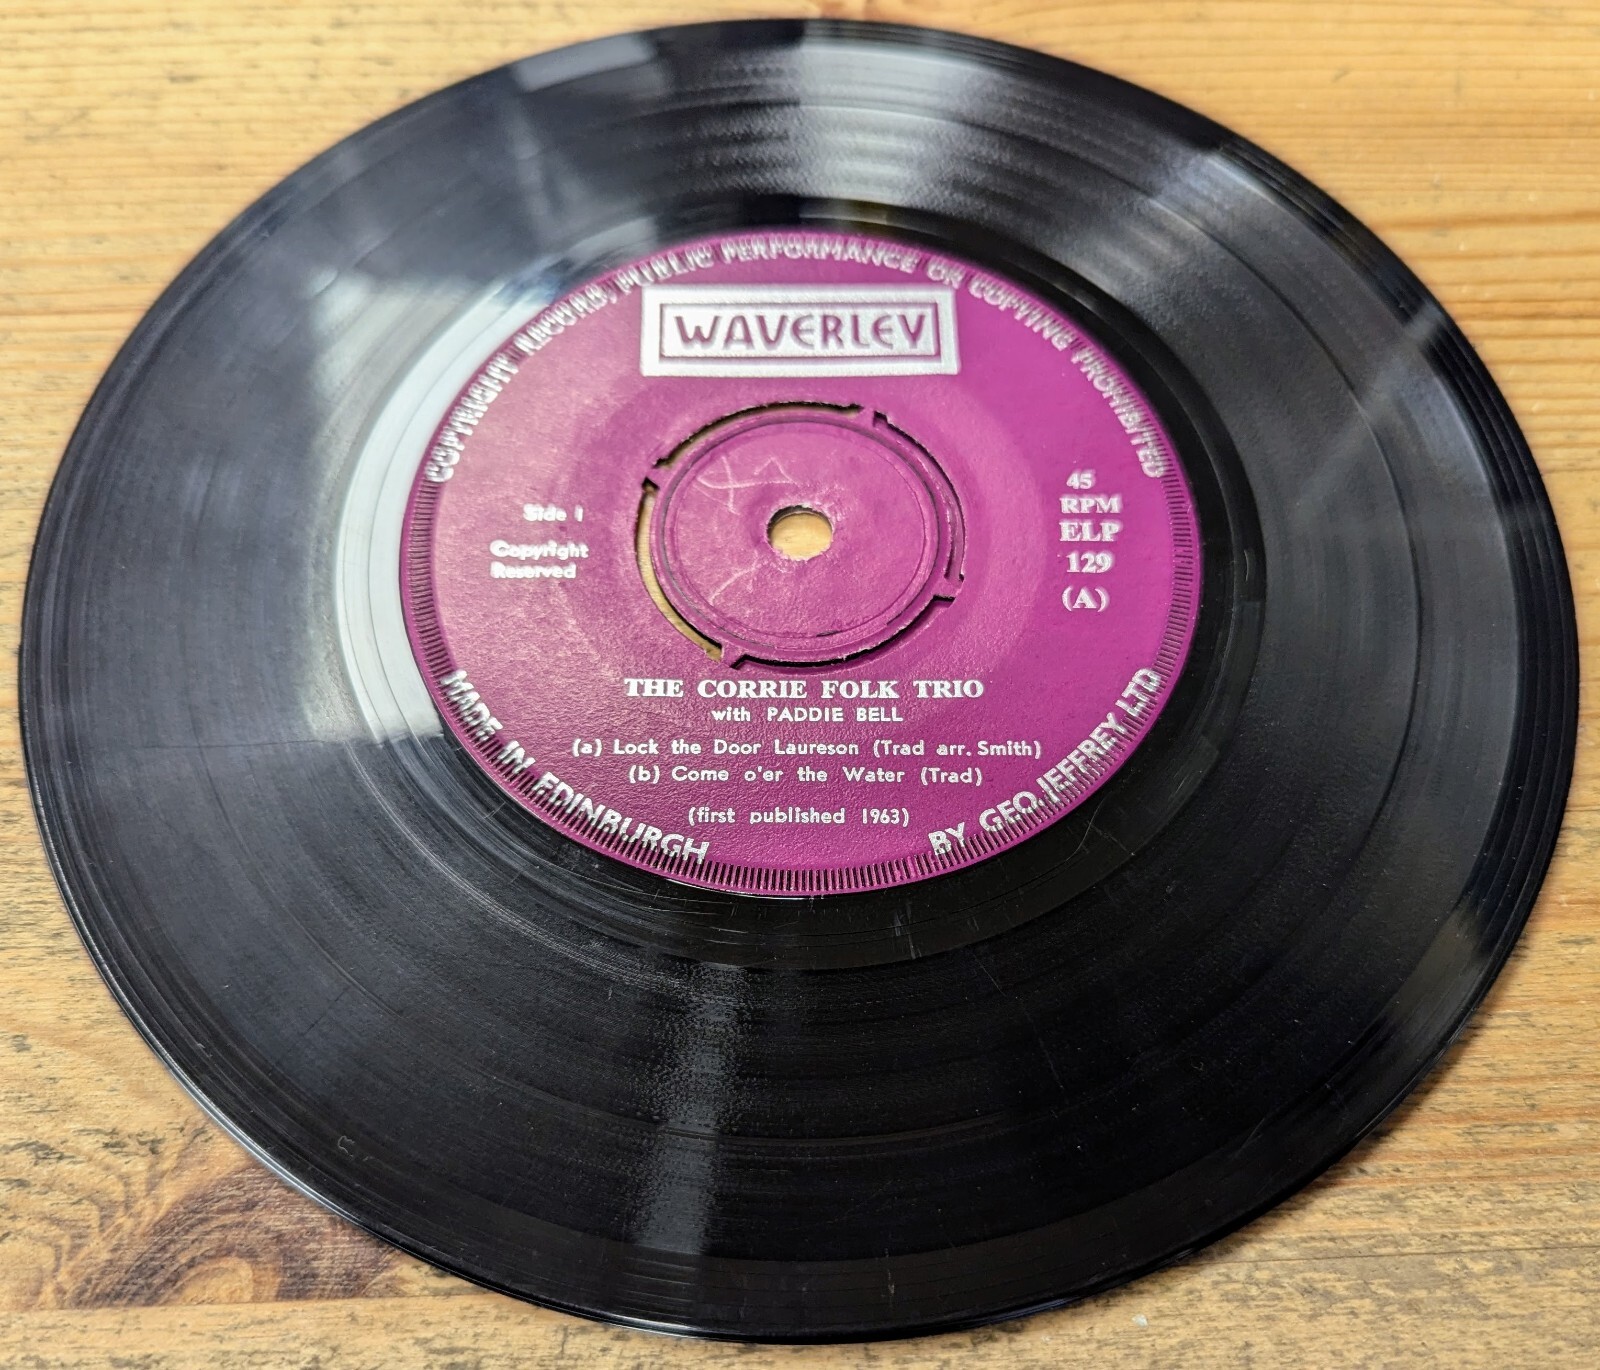 COPYRIGHT RECORD, PUBLIC PERFORMANCE OR COPYING PROHIBITED
WAVERLEY
Side 1
Copyright
Reserved
45
RPM
ELP
129
(A)
THE CORRIE FOLK TRIO
with PADDIE BELL
(a) Lock the Door Laureson (Trad arr. Smith)
(b) Come o'er the Water (Trad)
(first published 1963)
MADE IN EDINBURGH
BY GEO. JEFFREY LTD